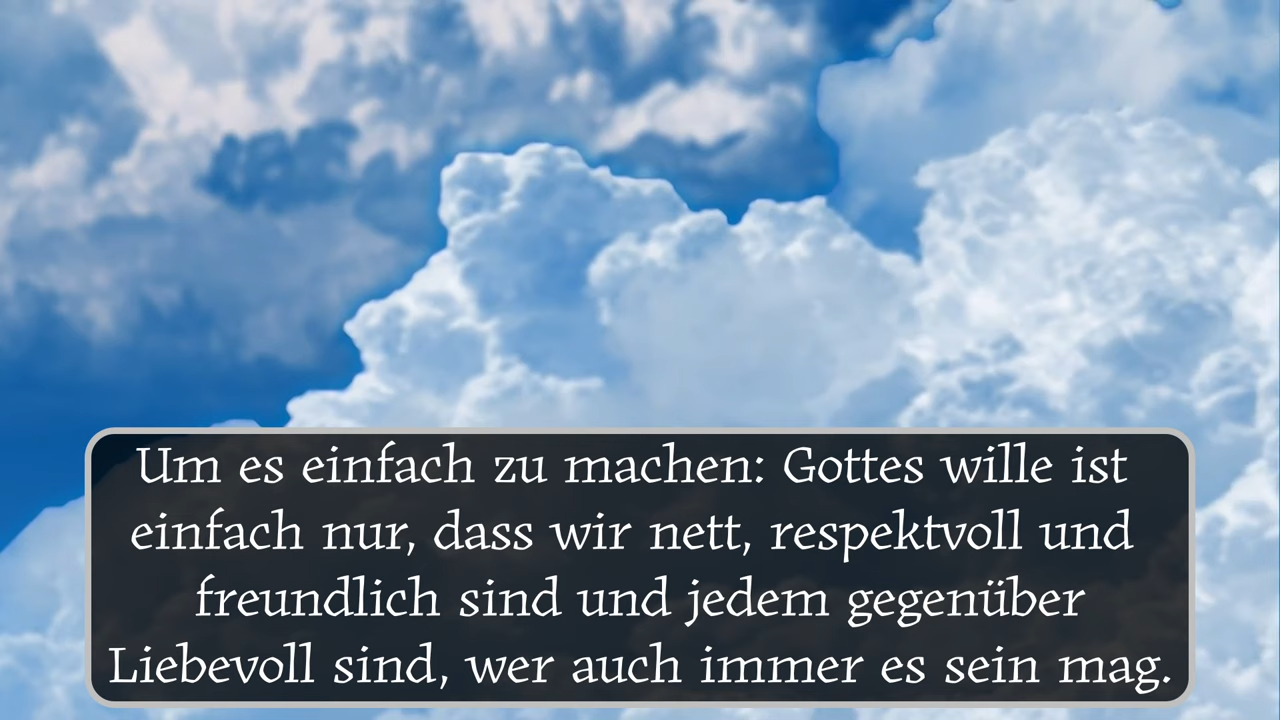 Um es einfach zu machen: Gottes wille ist
einfach nur, dass wir nett, respektvoll und
freundlich sind und jedem gegenüber
Liebevoll sind, wer auch immer es sein mag.